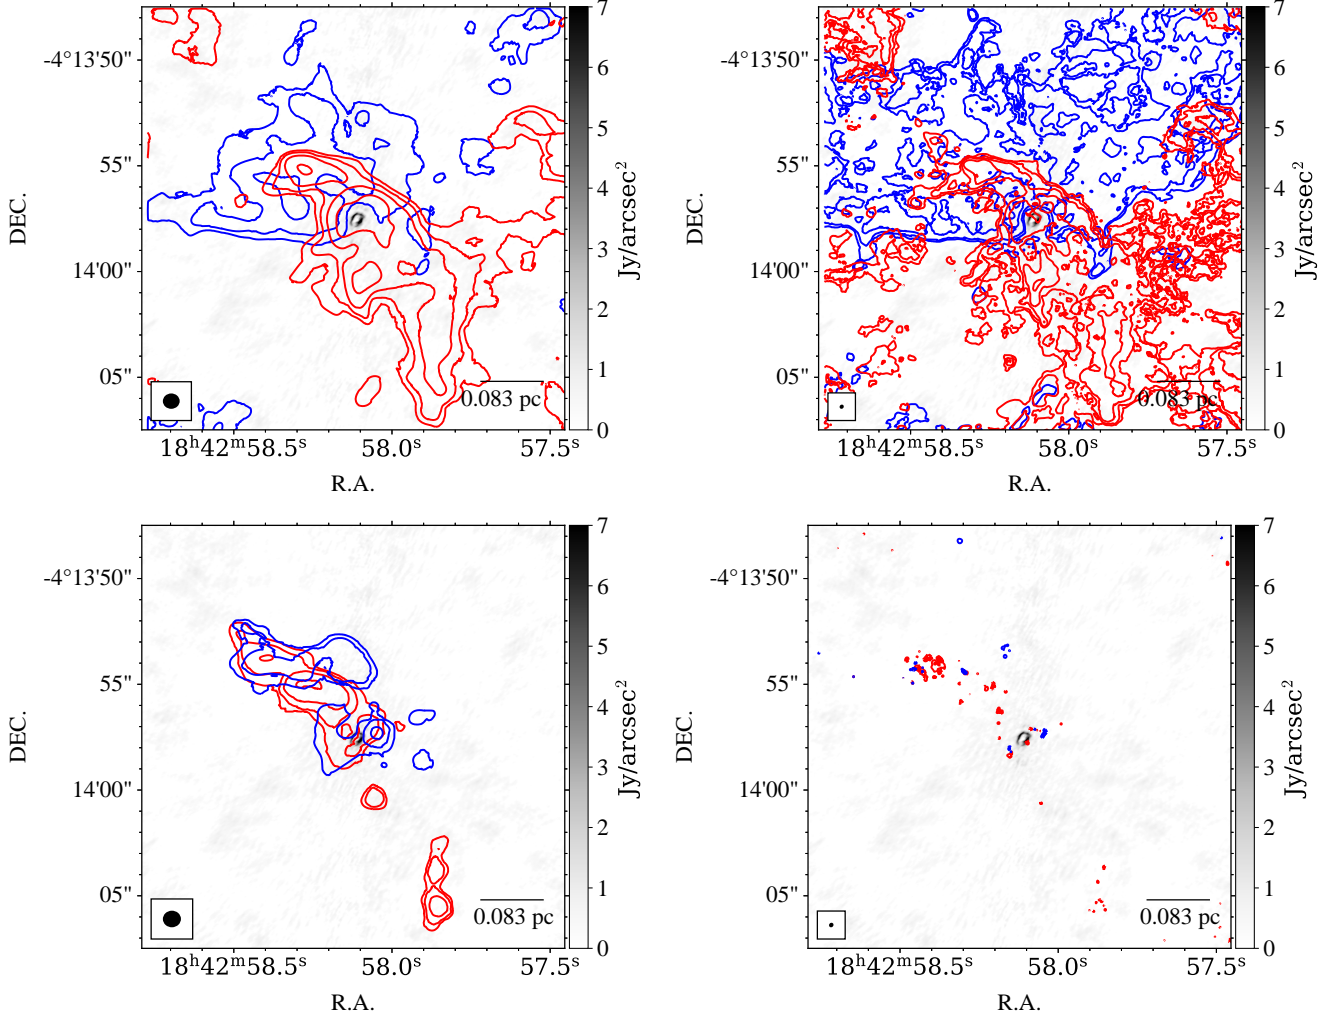 7
-4°13'50"
6
5
55"
4
DEC.
Jy/arcsec²
3
14'00"
2
05"
1
0.083 pc
0
18ʰ42ᵐ58.5ˢ 58.0ˢ 57.5ˢ
R.A.
7
-4°13'50"
6
5
55"
4
DEC.
Jy/arcsec²
3
14'00"
2
05"
1
0.083 pc
0
18ʰ42ᵐ58.5ˢ 58.0ˢ 57.5ˢ
R.A.
7
-4°13'50"
6
5
55"
4
DEC.
Jy/arcsec²
3
14'00"
2
05"
1
0.083 pc
0
18ʰ42ᵐ58.5ˢ 58.0ˢ 57.5ˢ
R.A.
7
-4°13'50"
6
5
55"
4
DEC.
Jy/arcsec²
3
14'00"
2
05"
1
0.083 pc
0
18ʰ42ᵐ58.5ˢ 58.0ˢ 57.5ˢ
R.A.